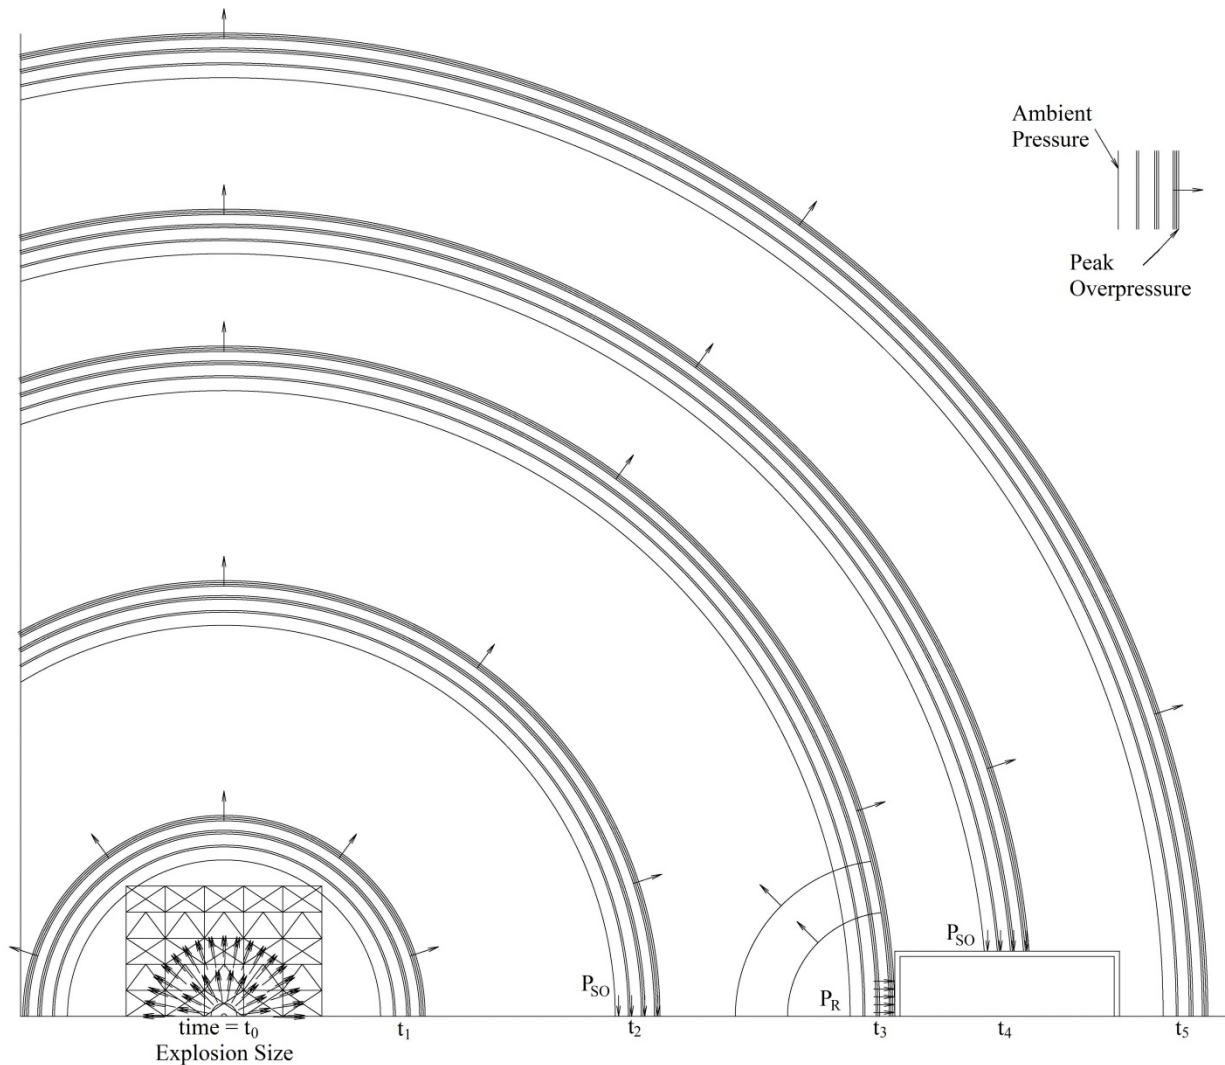 Ambient
Pressure
Peak
Overpressure
P_SO
P_SO
P_R
time = t_0
t_1
t_2
t_3
t_4
t_5
Explosion Size